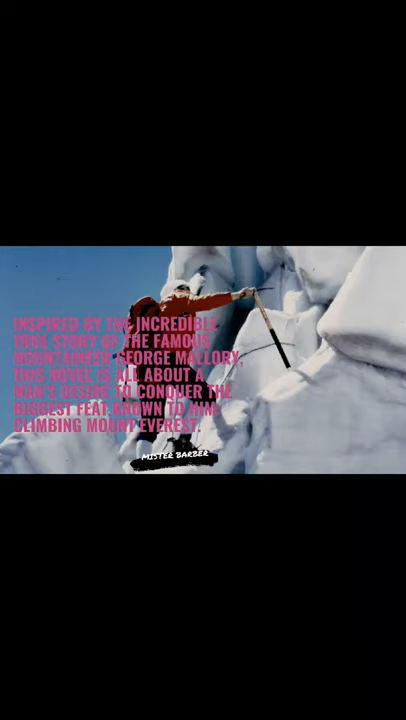 INSPIRED BY THE INCREDIBLE
TRUE STORY OF THE FAMOUS
MOUNTAINEER GEORGE MALLORY,
THIS NOVEL IS ALL ABOUT A
MAN'S DESIRE TO CONQUER THE
BIGGEST FEAT KNOWN TO HIM:
CLIMBING MOUNT EVEREST.
MISTER BARBER